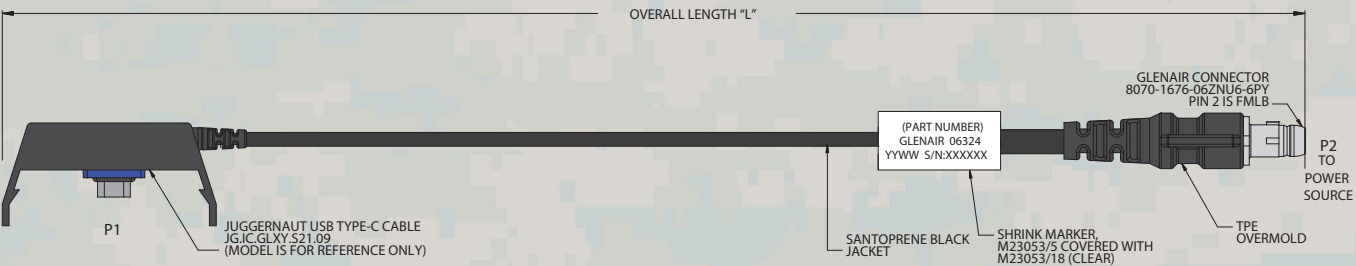 OVERALL LENGTH "L"
GLENAIR CONNECTOR
8070-1676-06ZNU6-6PY
PIN 2 IS FMLB
(PART NUMBER)
GLENAIR 06324
YYWW S/N:XXXXXX
P2
TO
POWER
SOURCE
P1
JUGGERNAUT USB TYPE-C CABLE
JG.IC.GLXY.S21.09
(MODEL IS FOR REFERENCE ONLY)
SANTOPRENE BLACK
JACKET
SHRINK MARKER,
M23053/5 COVERED WITH
M23053/18 (CLEAR)
TPE
OVERMOLD